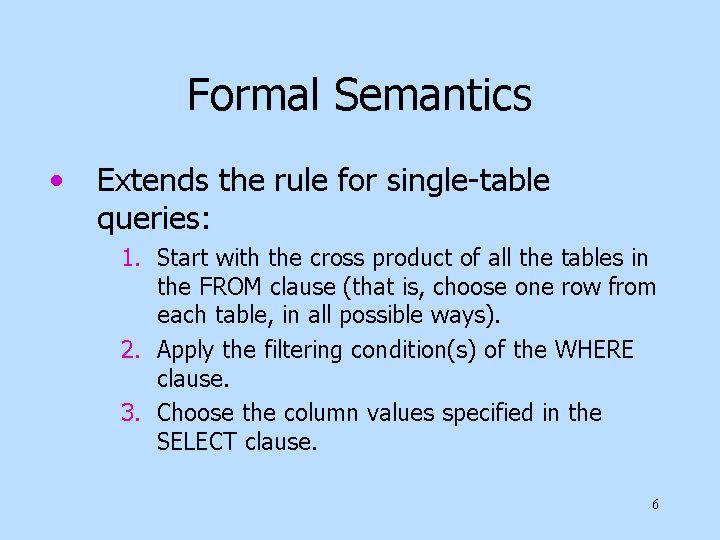 Formal Semantics
• Extends the rule for single-table
queries:
1. Start with the cross product of all the tables in
the FROM clause (that is, choose one row from
each table, in all possible ways).
2. Apply the filtering condition(s) of the WHERE
clause.
3. Choose the column values specified in the
SELECT clause.
6